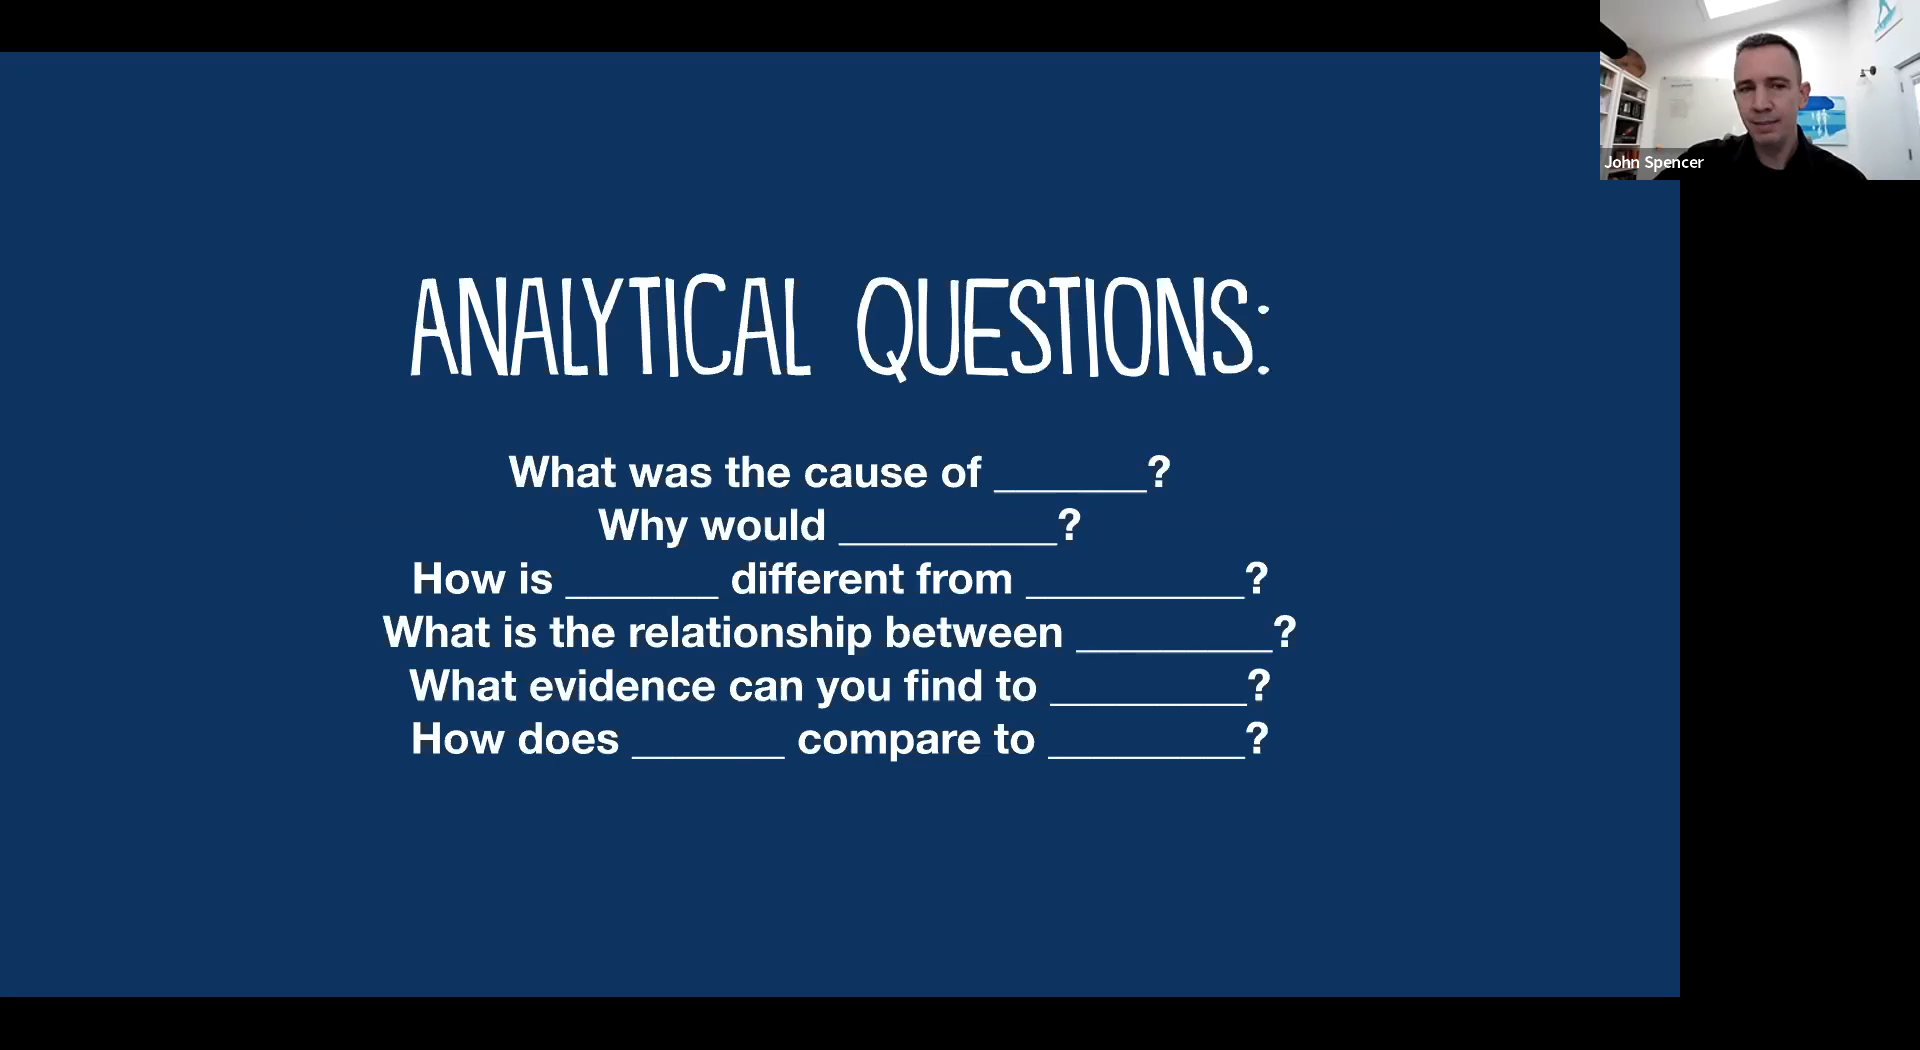 John Spencer
ANALYTICAL QUESTIONS:
What was the cause of _______?
Why would __________?
How is _______ different from __________?
What is the relationship between _________?
What evidence can you find to _________?
How does _______ compare to _________?